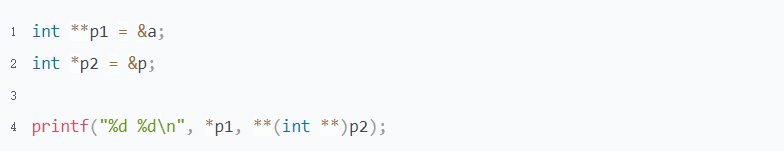 1 int **p1 = &a;
2 int *p2 = &p;
3
4 printf("%d %d\n", *p1, **(int **)p2);